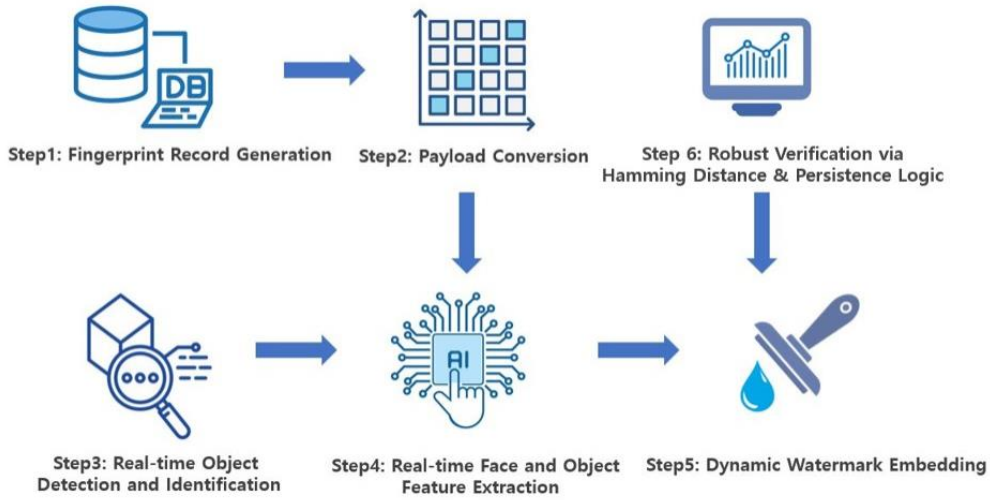 DB
Step1: Fingerprint Record Generation
Step2: Payload Conversion
Step 6: Robust Verification via
Hamming Distance & Persistence Logic
AI
Step3: Real-time Object
Detection and Identification
Step4: Real-time Face and Object
Feature Extraction
Step5: Dynamic Watermark Embedding